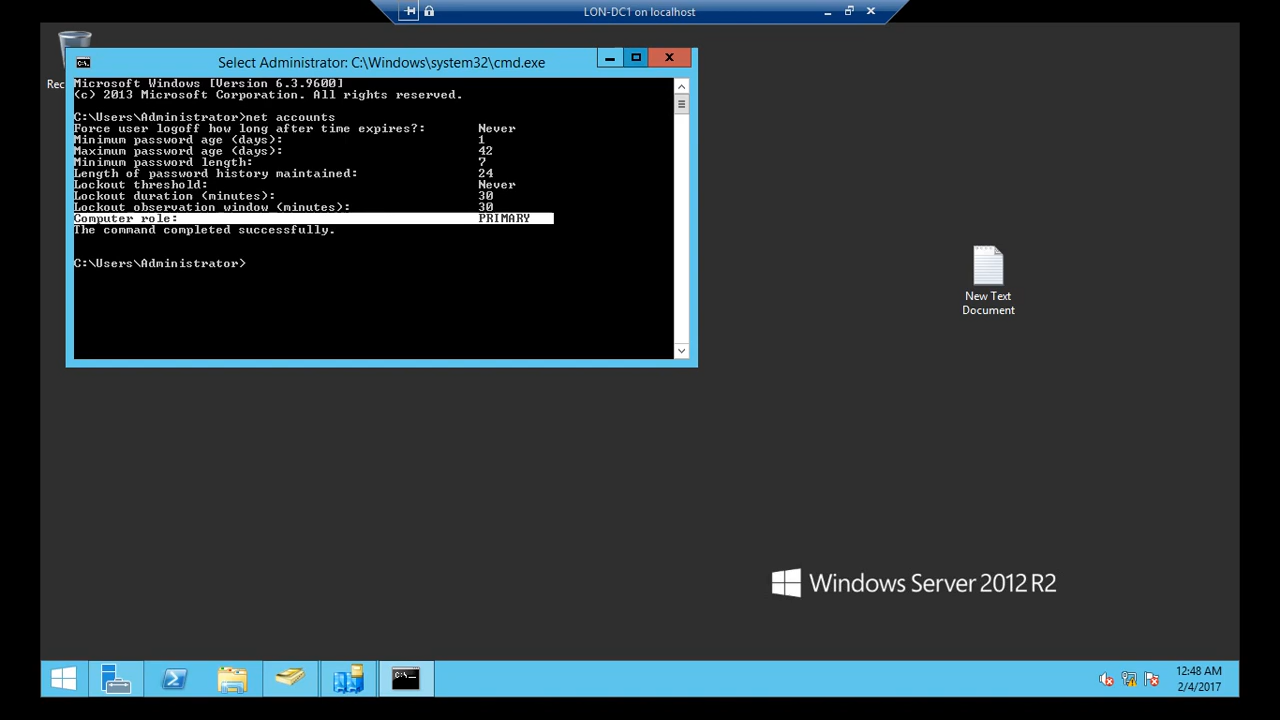 LON-DC1 on localhost
Rec
Select Administrator: C:\Windows\system32\cmd.exe
Microsoft Windows [Version 6.3.9600]
(c) 2013 Microsoft Corporation. All rights reserved.
C:\Users\Administrator>net accounts
Force user logoff how long after time expires?: Never
Minimum password age (days): 1
Maximum password age (days): 42
Minimum password length: 7
Length of password history maintained: 24
Lockout threshold: Never
Lockout duration (minutes): 30
Lockout observation window (minutes): 30
Computer role: PRIMARY
The command completed successfully.
C:\Users\Administrator>
New Text
Document
Windows Server 2012 R2
12:48 AM
2/4/2017